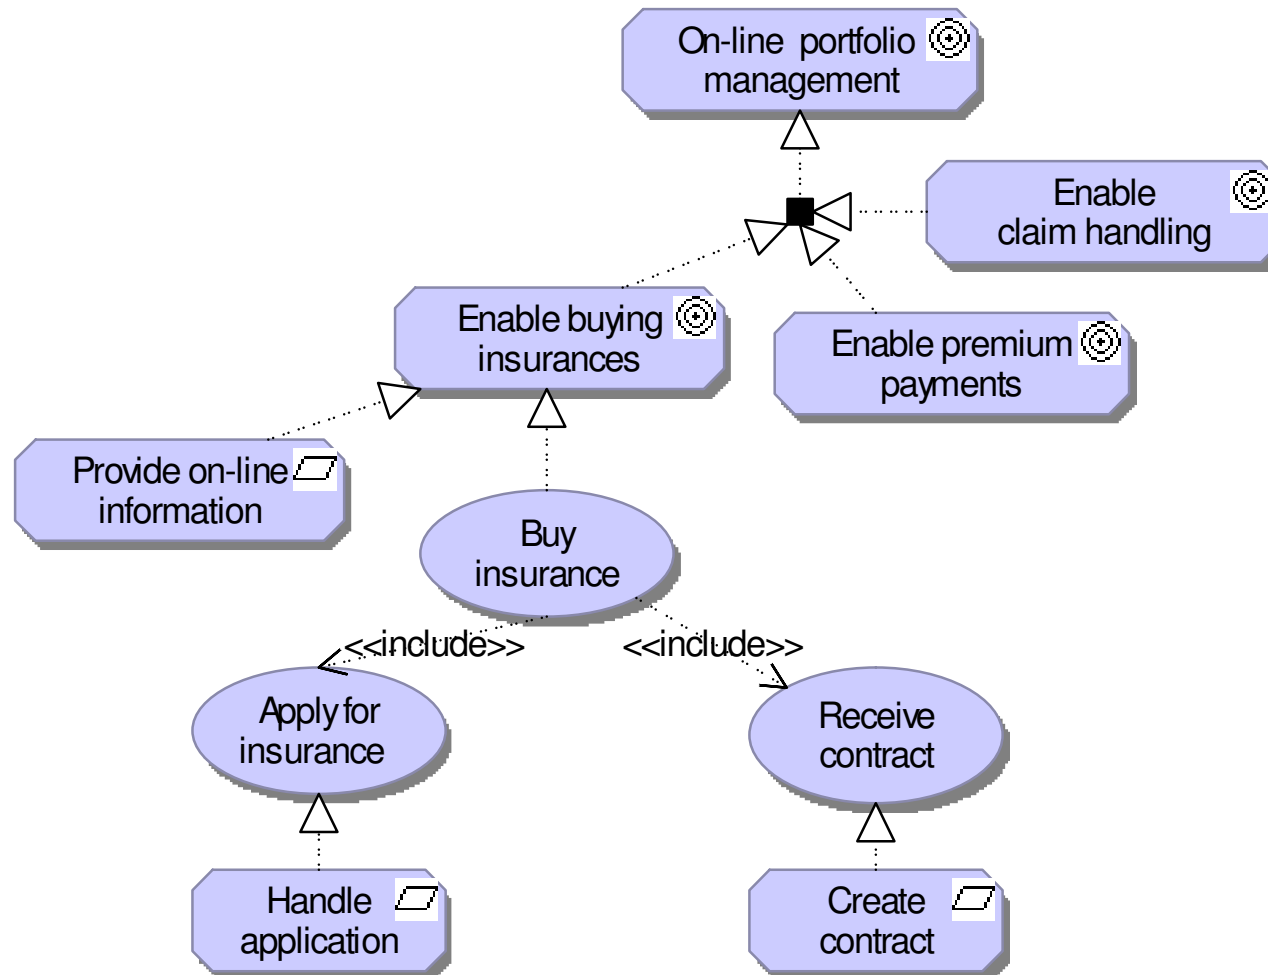 On-line portfolio
management
Enable
claim handling
Enable buying
insurances
Enable premium
payments
Provide on-line
information
Buy
insurance
<<include>>
<<include>>
Apply for
insurance
Receive
contract
Handle
application
Create
contract